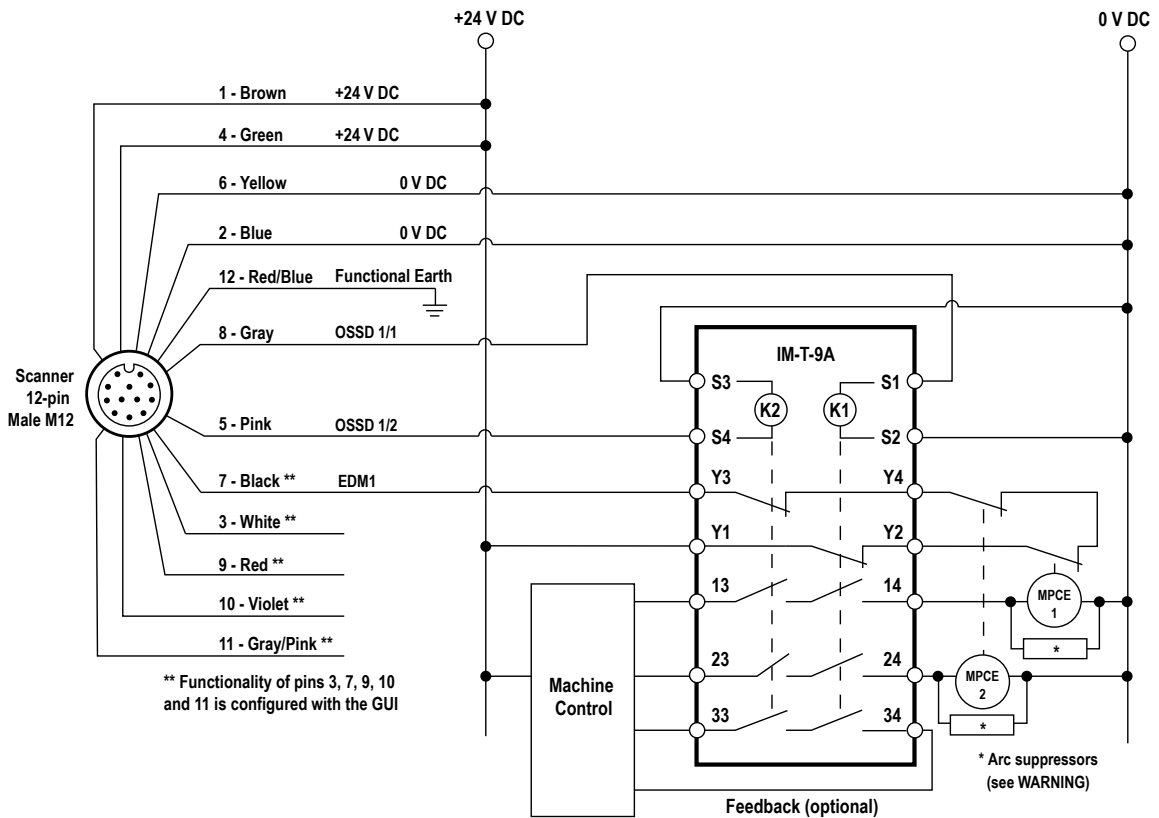 +24 V DC
0 V DC
1 - Brown +24 V DC
4 - Green +24 V DC
6 - Yellow 0 V DC
2 - Blue 0 V DC
12 - Red/Blue Functional Earth
8 - Gray OSSD 1/1
Scanner
12-pin
Male M12
5 - Pink OSSD 1/2
7 - Black ** EDM1
3 - White **
9 - Red **
10 - Violet **
11 - Gray/Pink **
** Functionality of pins 3, 7, 9, 10
and 11 is configured with the GUI
IM-T-9A
S3 S1
K2 K1
S4 S2
Y3 Y4
Y1 Y2
13 14
23 24
33 34
Machine
Control
MPCE
1
*
MPCE
2
*
* Arc suppressors
(see WARNING)
Feedback (optional)